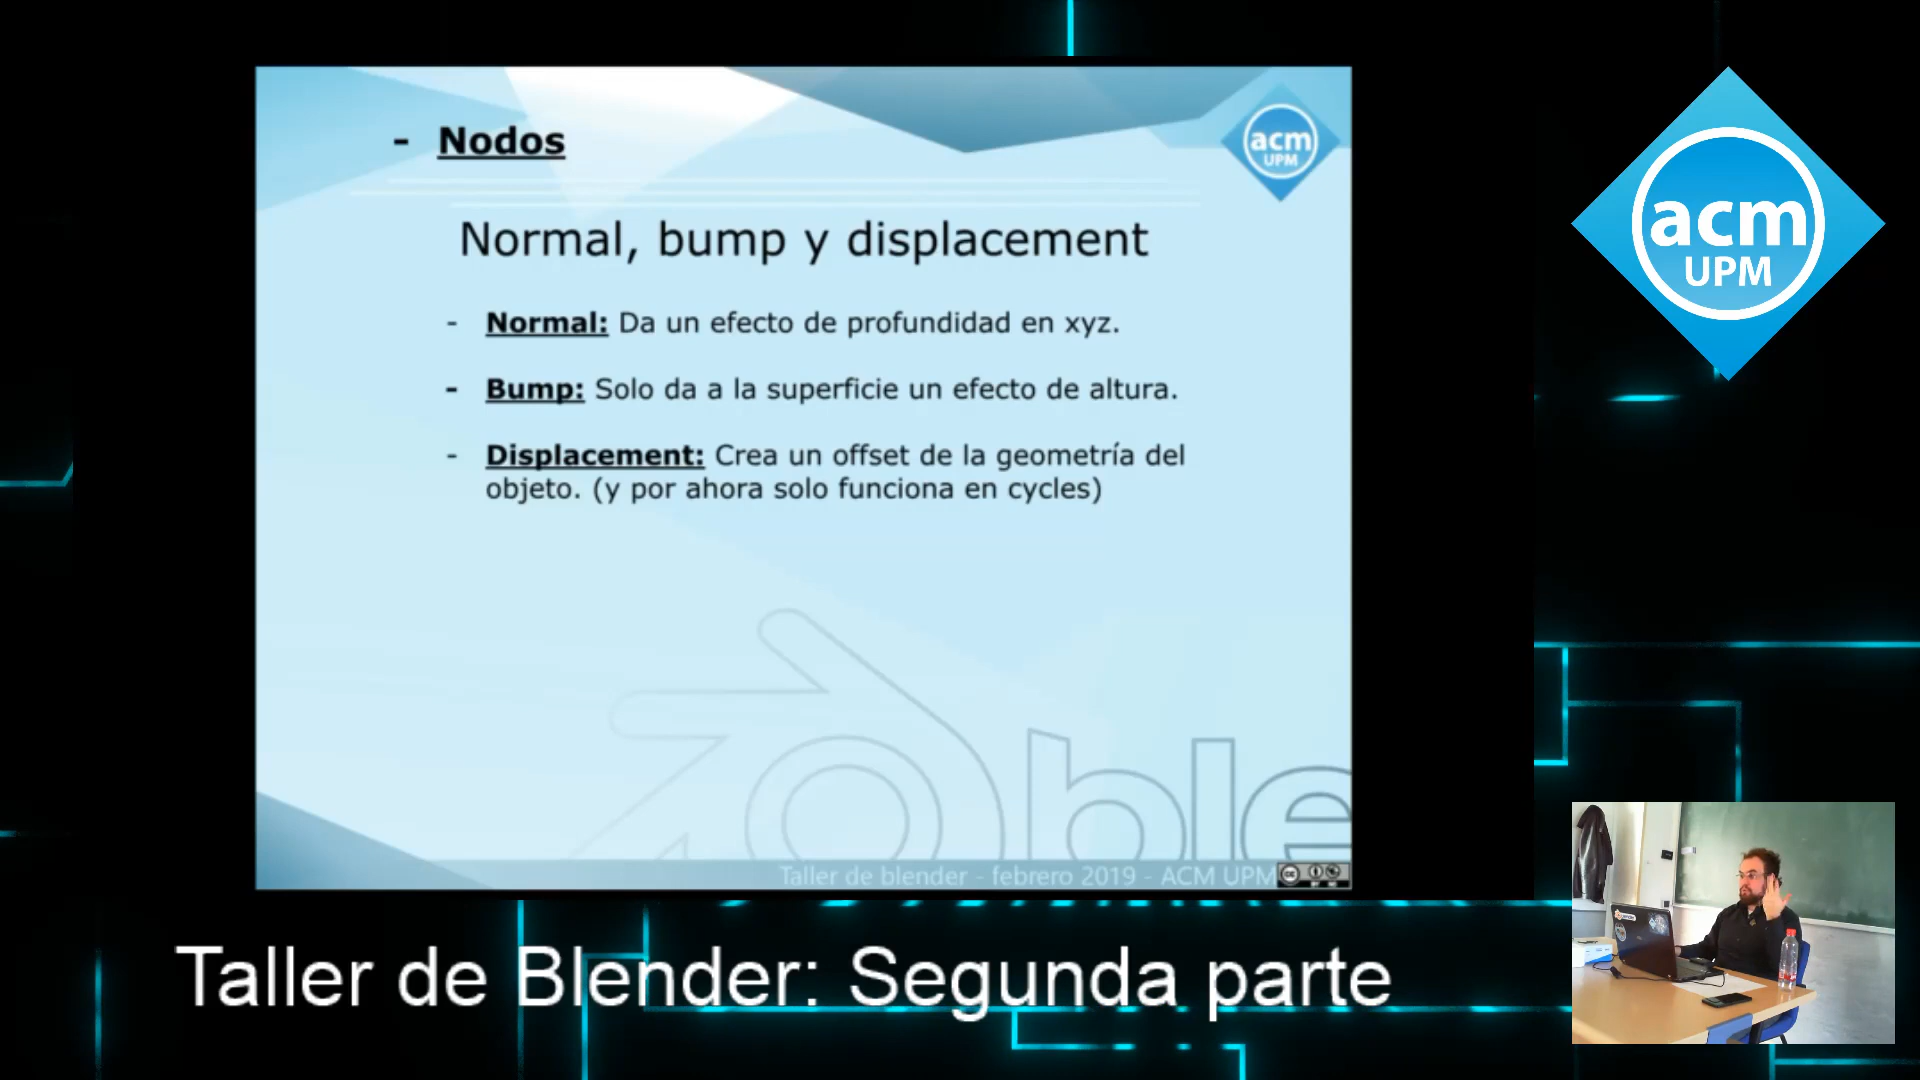 - Nodos
acm
UPM
Normal, bump y displacement
- Normal: Da un efecto de profundidad en xyz.
- Bump: Solo da a la superficie un efecto de altura.
- Displacement: Crea un offset de la geometría del
objeto. (y por ahora solo funciona en cycles)
ble
Taller de blender - febrero 2019 - ACM UPM
cc
acm
UPM
Taller de Blender: Segunda parte